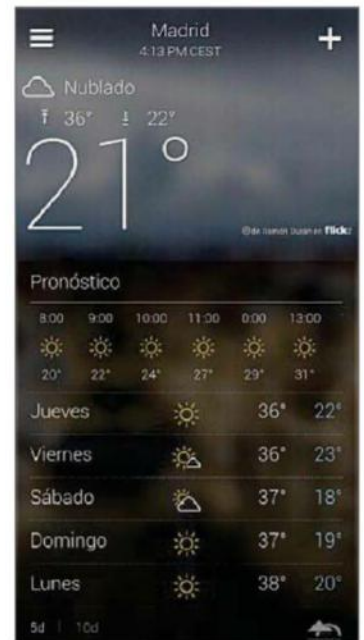 Madrid
4:13 PM CEST
Nublado
36° 22°
21°
flickr
Pronóstico
8:00 9:00 10:00 11:00 0:00 13:00
20° 22° 24° 27° 29° 31°
Jueves 36° 22°
Viernes 36° 23°
Sábado 37° 18°
Domingo 37° 19°
Lunes 38° 20°
5d | 10d